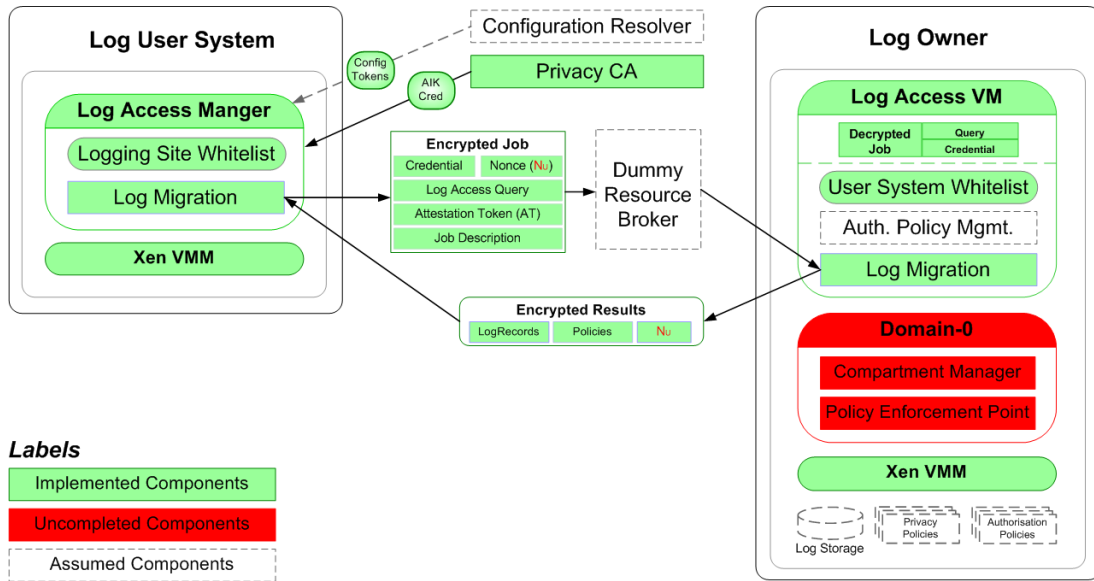 Log User System
Log Access Manger
Logging Site Whitelist
Log Migration
Xen VMM
Config
Tokens
AIK
Cred
Configuration Resolver
Privacy CA
Encrypted Job
Credential
Nonce (NU)
Log Access Query
Attestation Token (AT)
Job Description
Dummy
Resource
Broker
Encrypted Results
LogRecords
Policies
NU
Log Owner
Log Access VM
Decrypted
Job
Query
Credential
User System Whitelist
Auth. Policy Mgmt.
Log Migration
Domain-0
Compartment Manager
Policy Enforcement Point
Xen VMM
Log Storage
Privacy
Policies
Authorisation
Policies
Labels
Implemented Components
Uncompleted Components
Assumed Components